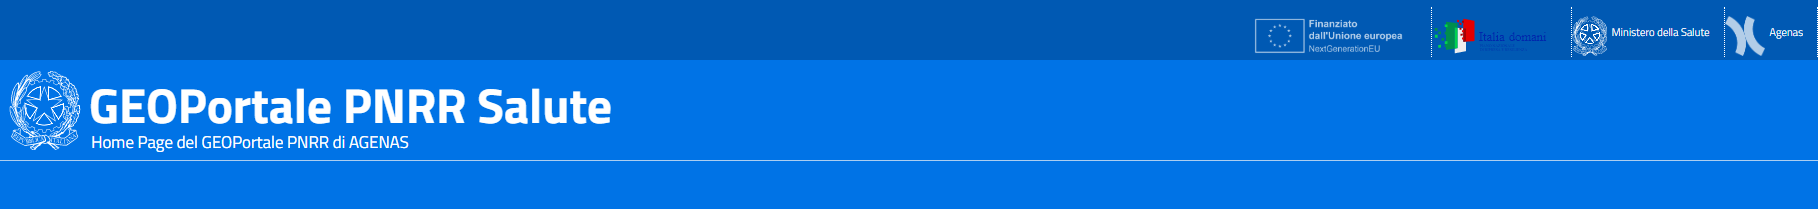 Finanziato
dall'Unione europea
NextGenerationEU
Italia domani
Ministero della Salute
Agenas
GEOPortale PNRR Salute
Home Page del GEOPortale PNRR di AGENAS